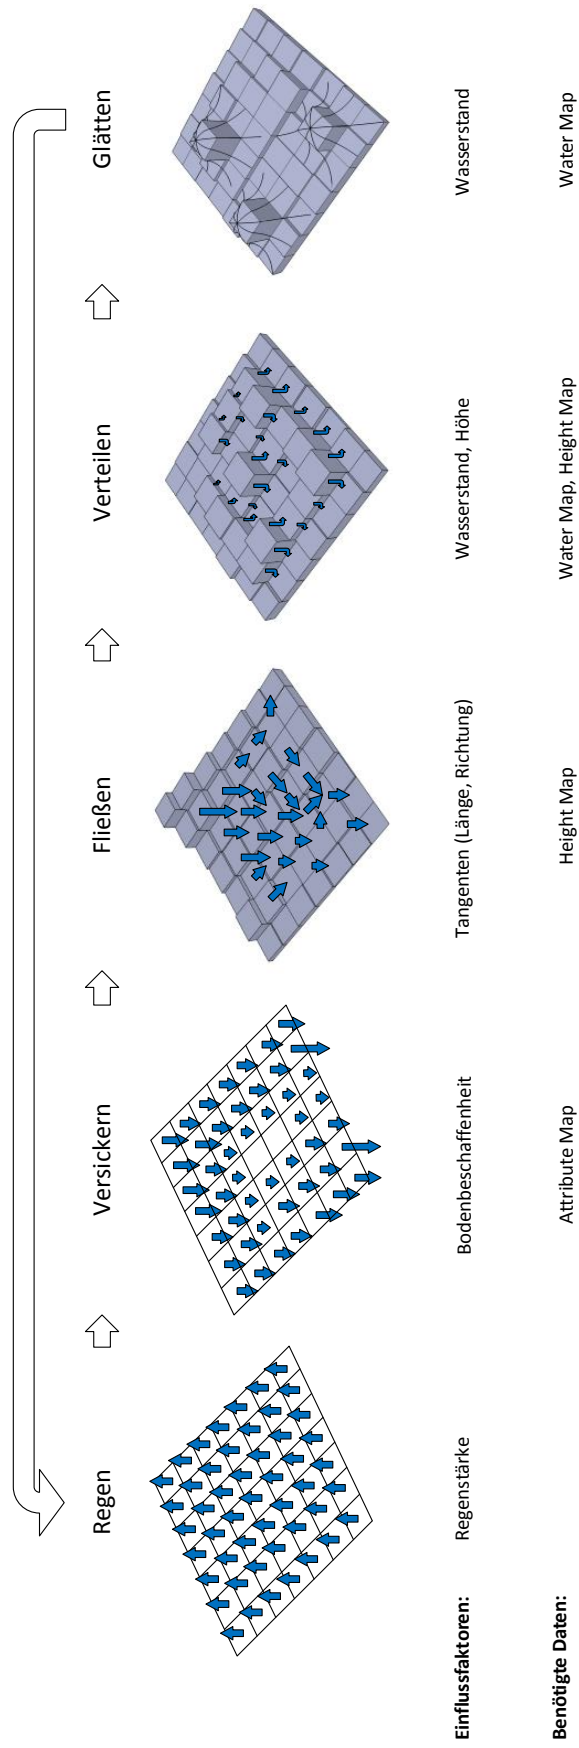 Regen
Versickern
Fließen
Verteilen
Glätten
Einflussfaktoren:
Regenstärke
Bodenbeschaffenheit
Tangenten (Länge, Richtung)
Wasserstand, Höhe
Wasserstand
Benötigte Daten:
Attribute Map
Height Map
Water Map, Height Map
Water Map